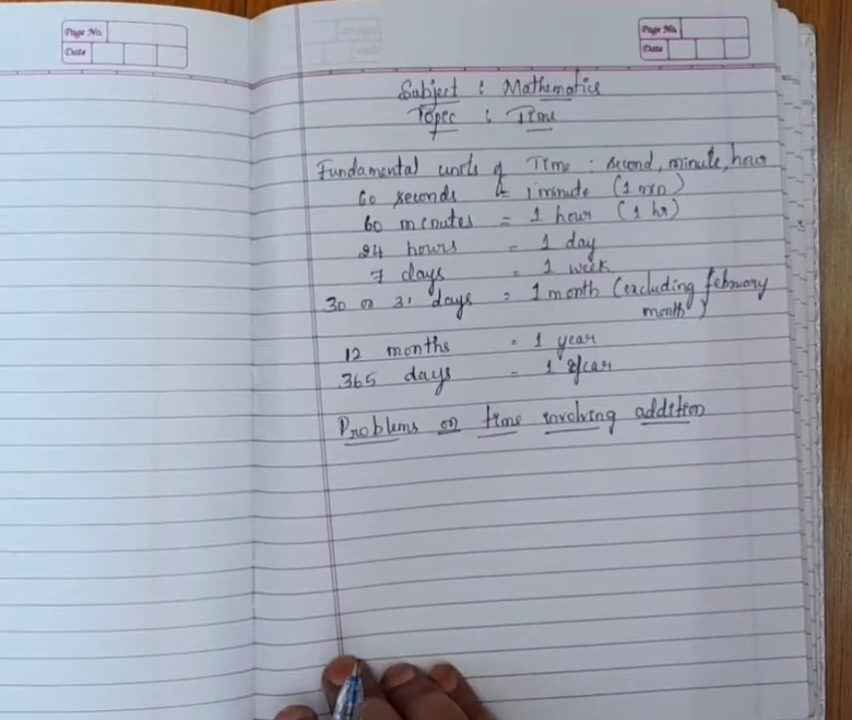 Page No.
Date
Page No.
Date
Subject : Mathematics
Topic : Time
Fundamental units of Time : second, minute, hour
60 seconds = 1 minute (1 min)
60 minutes = 1 hour (1 hr)
24 hours = 1 day
7 days = 1 week
30 or 31 days = 1 month (excluding february
month)
12 months = 1 year
365 days = 1 year
Problems on time involving addition